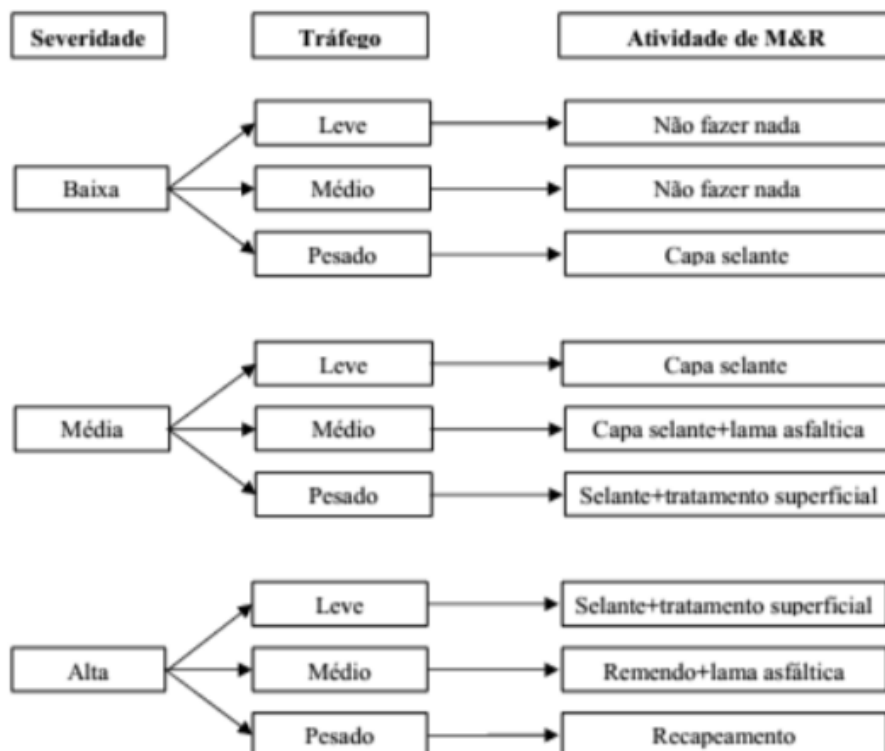 Severidade Tráfego Atividade de M&R
Leve Não fazer nada
Baixa Médio Não fazer nada
Pesado Capa selante
Leve Capa selante
Média Médio Capa selante+lama asfaltica
Pesado Selante+tratamento superficial
Leve Selante+tratamento superficial
Alta Médio Remendo+lama asfáltica
Pesado Recapeamento